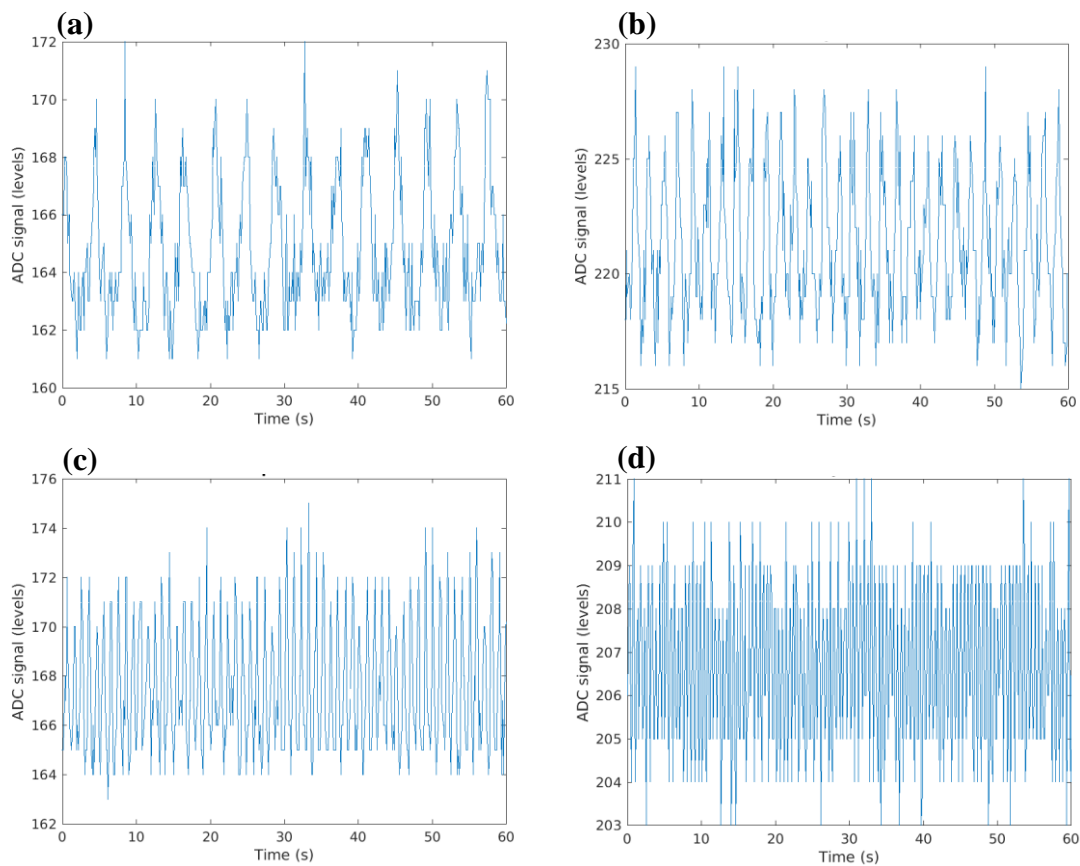 (a)
172
170
168
166
164
162
160
ADC signal (levels)
0 10 20 30 40 50 60
Time (s)
(b)
230
225
220
215
ADC signal (levels)
0 10 20 30 40 50 60
Time (s)
(c)
176
174
172
170
168
166
164
162
ADC signal (levels)
0 10 20 30 40 50 60
Time (s)
(d)
211
210
209
208
207
206
205
204
203
ADC signal (levels)
0 10 20 30 40 50 60
Time (s)